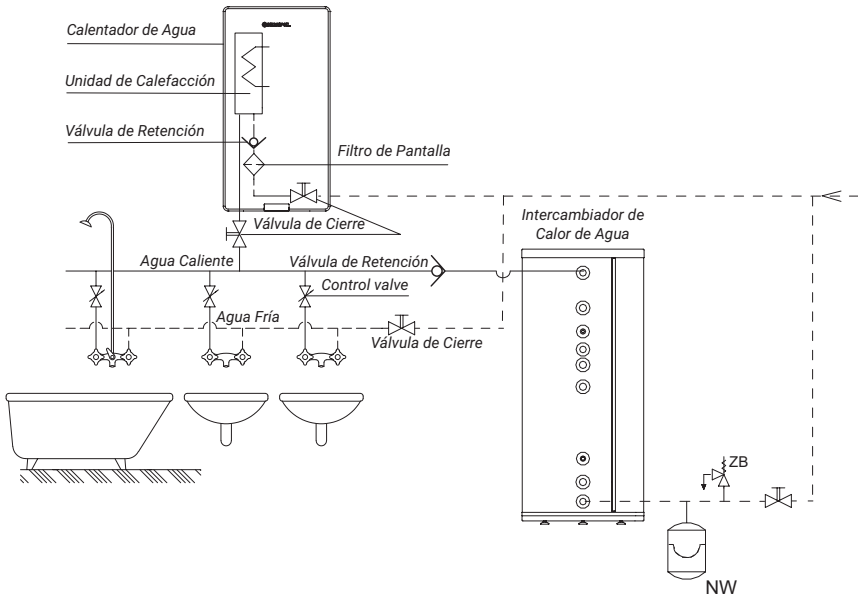 Calentador de Agua
Unidad de Calefacción
Válvula de Retención
Filtro de Pantalla
Válvula de Cierre
Intercambiador de
Calor de Agua
Agua Caliente
Válvula de Retención
Control valve
Agua Fría
Válvula de Cierre
ZB
NW